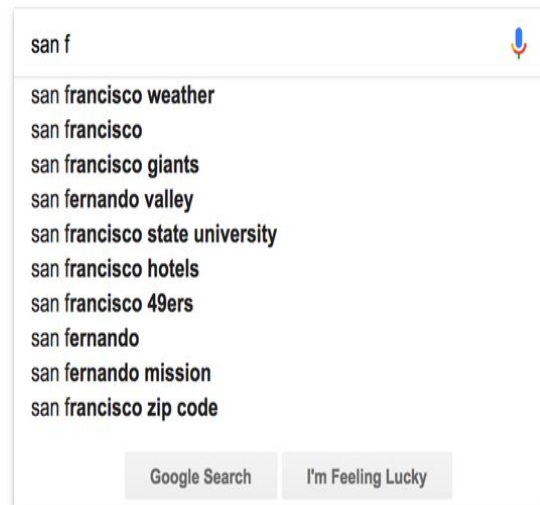 san f
san francisco weather
san francisco
san francisco giants
san fernando valley
san francisco state university
san francisco hotels
san francisco 49ers
san fernando
san fernando mission
san francisco zip code
Google Search I'm Feeling Lucky